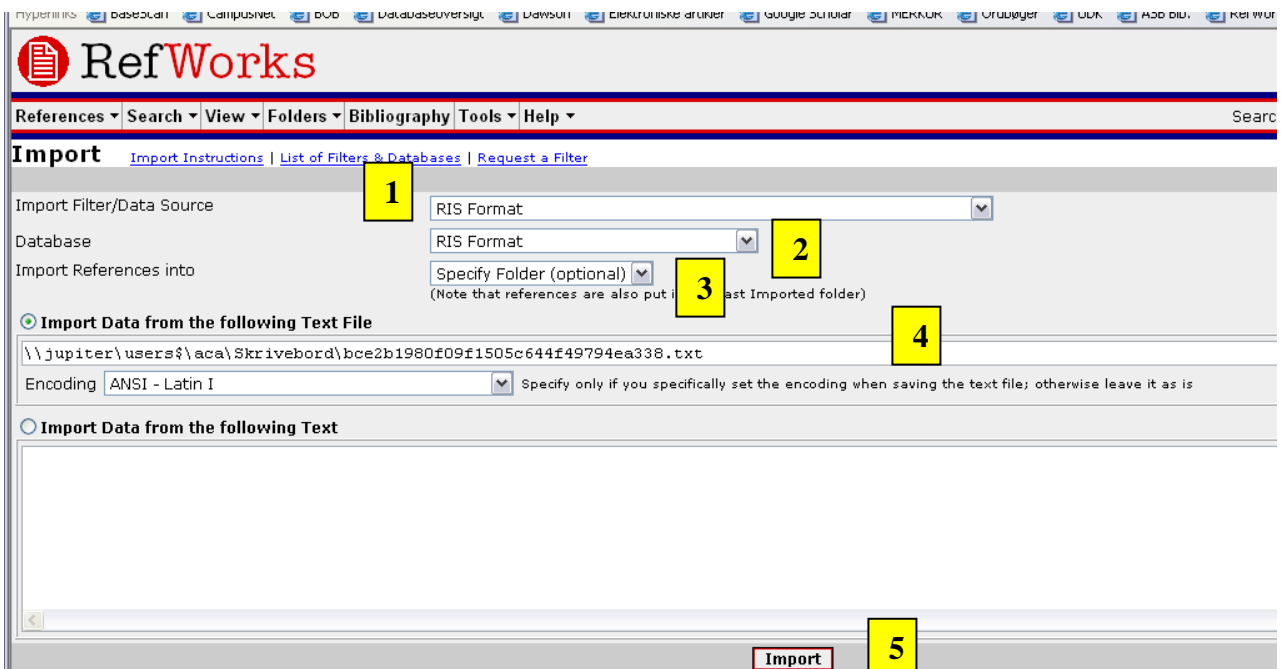 Hyperlinks BaseScan CampusNet BOB Databaseoversigt Dawson Elektroniske artikler Google Scholar MERKUR Ordbøger UDK ASB Bib.
RefWorks
References Search View Folders Bibliography Tools Help Searc
Import Import Instructions | List of Filters & Databases | Request a Filter
1
Import Filter/Data Source RIS Format
Database RIS Format 2
Import References into Specify Folder (optional) 3
(Note that references are also put i ast Imported folder)
Import Data from the following Text File 4
\\jupiter\users$\aca\Skrivebord\bce2b1980f09f1505c644f49794ea338.txt
Encoding ANSI - Latin I Specify only if you specifically set the encoding when saving the text file; otherwise leave it as is
Import Data from the following Text
Import 5